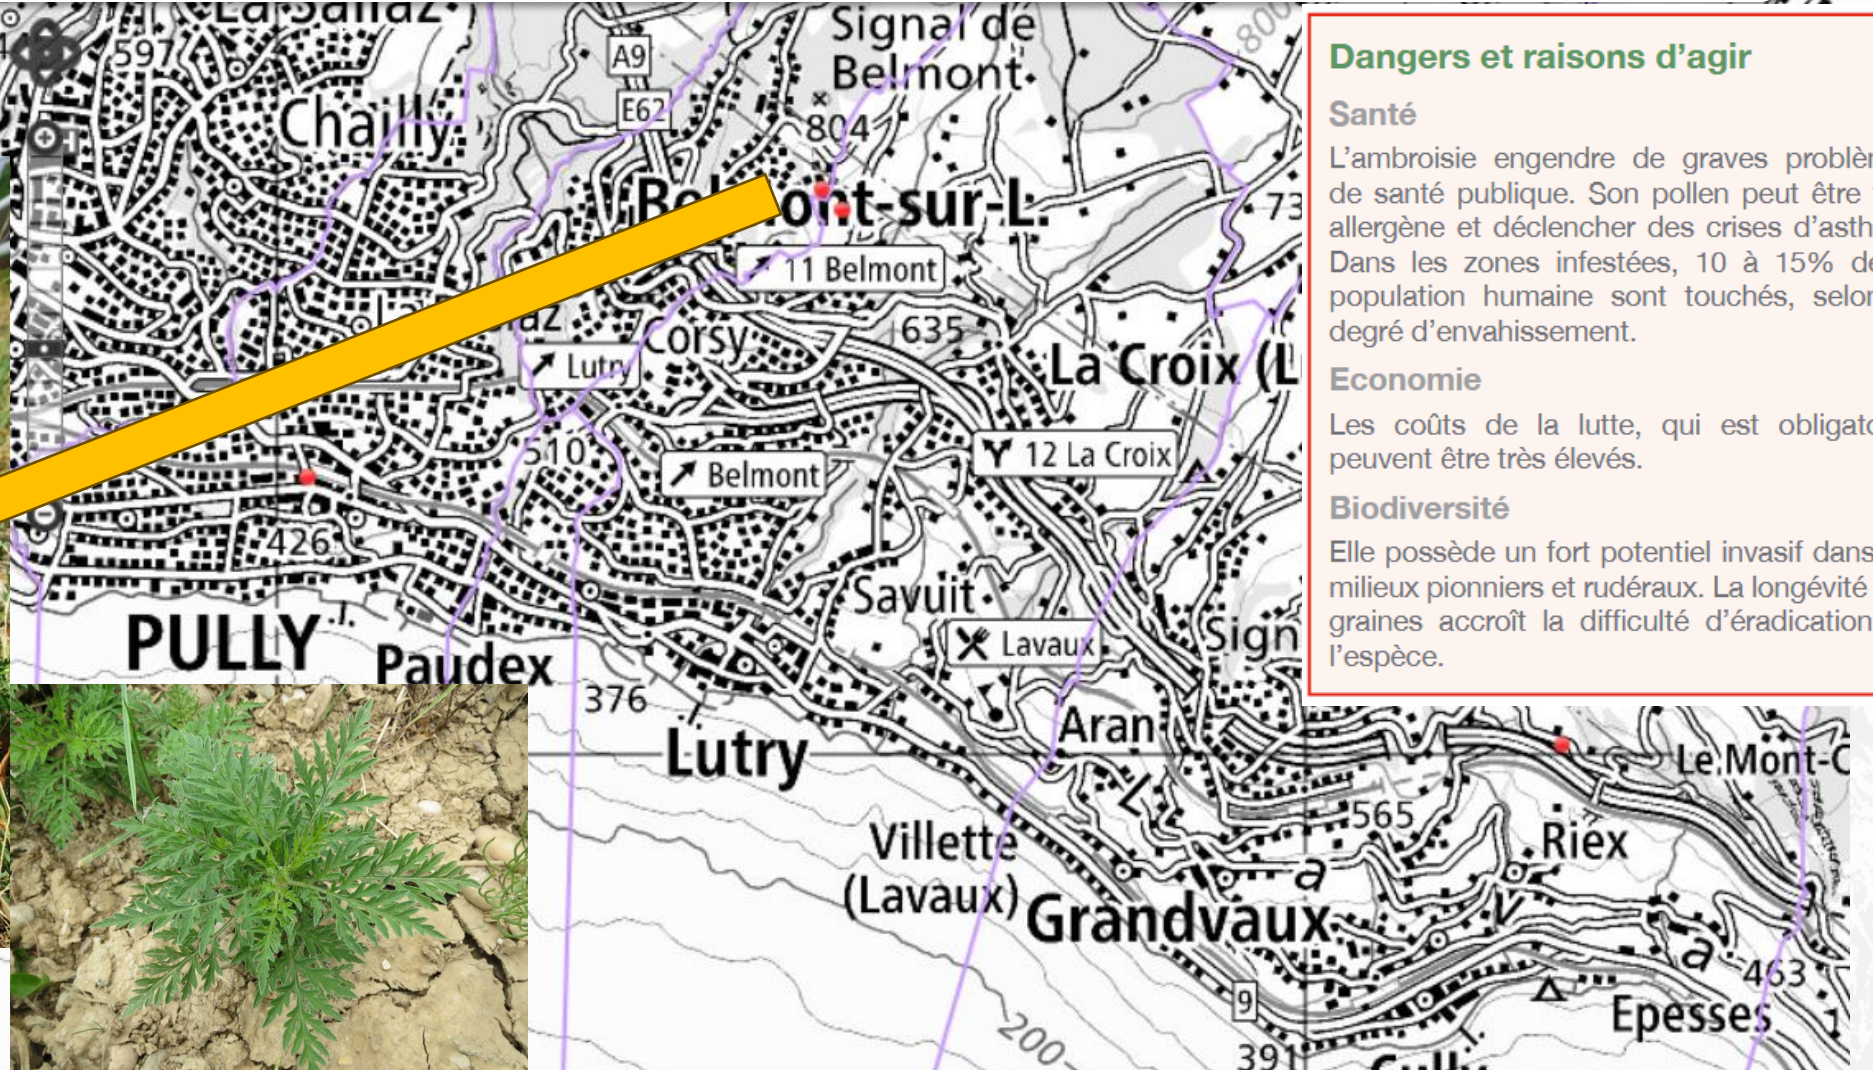 La Sallaz
597
Chailly
A9
E62
Signal de
Belmont
804
800
11 Belmont
635
73
Corsy
Lutry
La Croix
510
Belmont
12 La Croix
426
PULLY
Paudex
Savuit
Lavaux
376
Lutry
Aran
Villette
(Lavaux)
Grandvaux
565
Riex
Le Mont-C
463
Epesses
9
391
200
L
a
v
a
Dangers et raisons d’agir
Santé
L’ambroisie engendre de graves problèm
de santé publique. Son pollen peut être
allergène et déclencher des crises d’asth
Dans les zones infestées, 10 à 15% de
population humaine sont touchés, selon
degré d’envahissement.
Economie
Les coûts de la lutte, qui est obligato
peuvent être très élevés.
Biodiversité
Elle possède un fort potentiel invasif dans
milieux pionniers et rudéraux. La longévité
graines accroît la difficulté d’éradication
l’espèce.